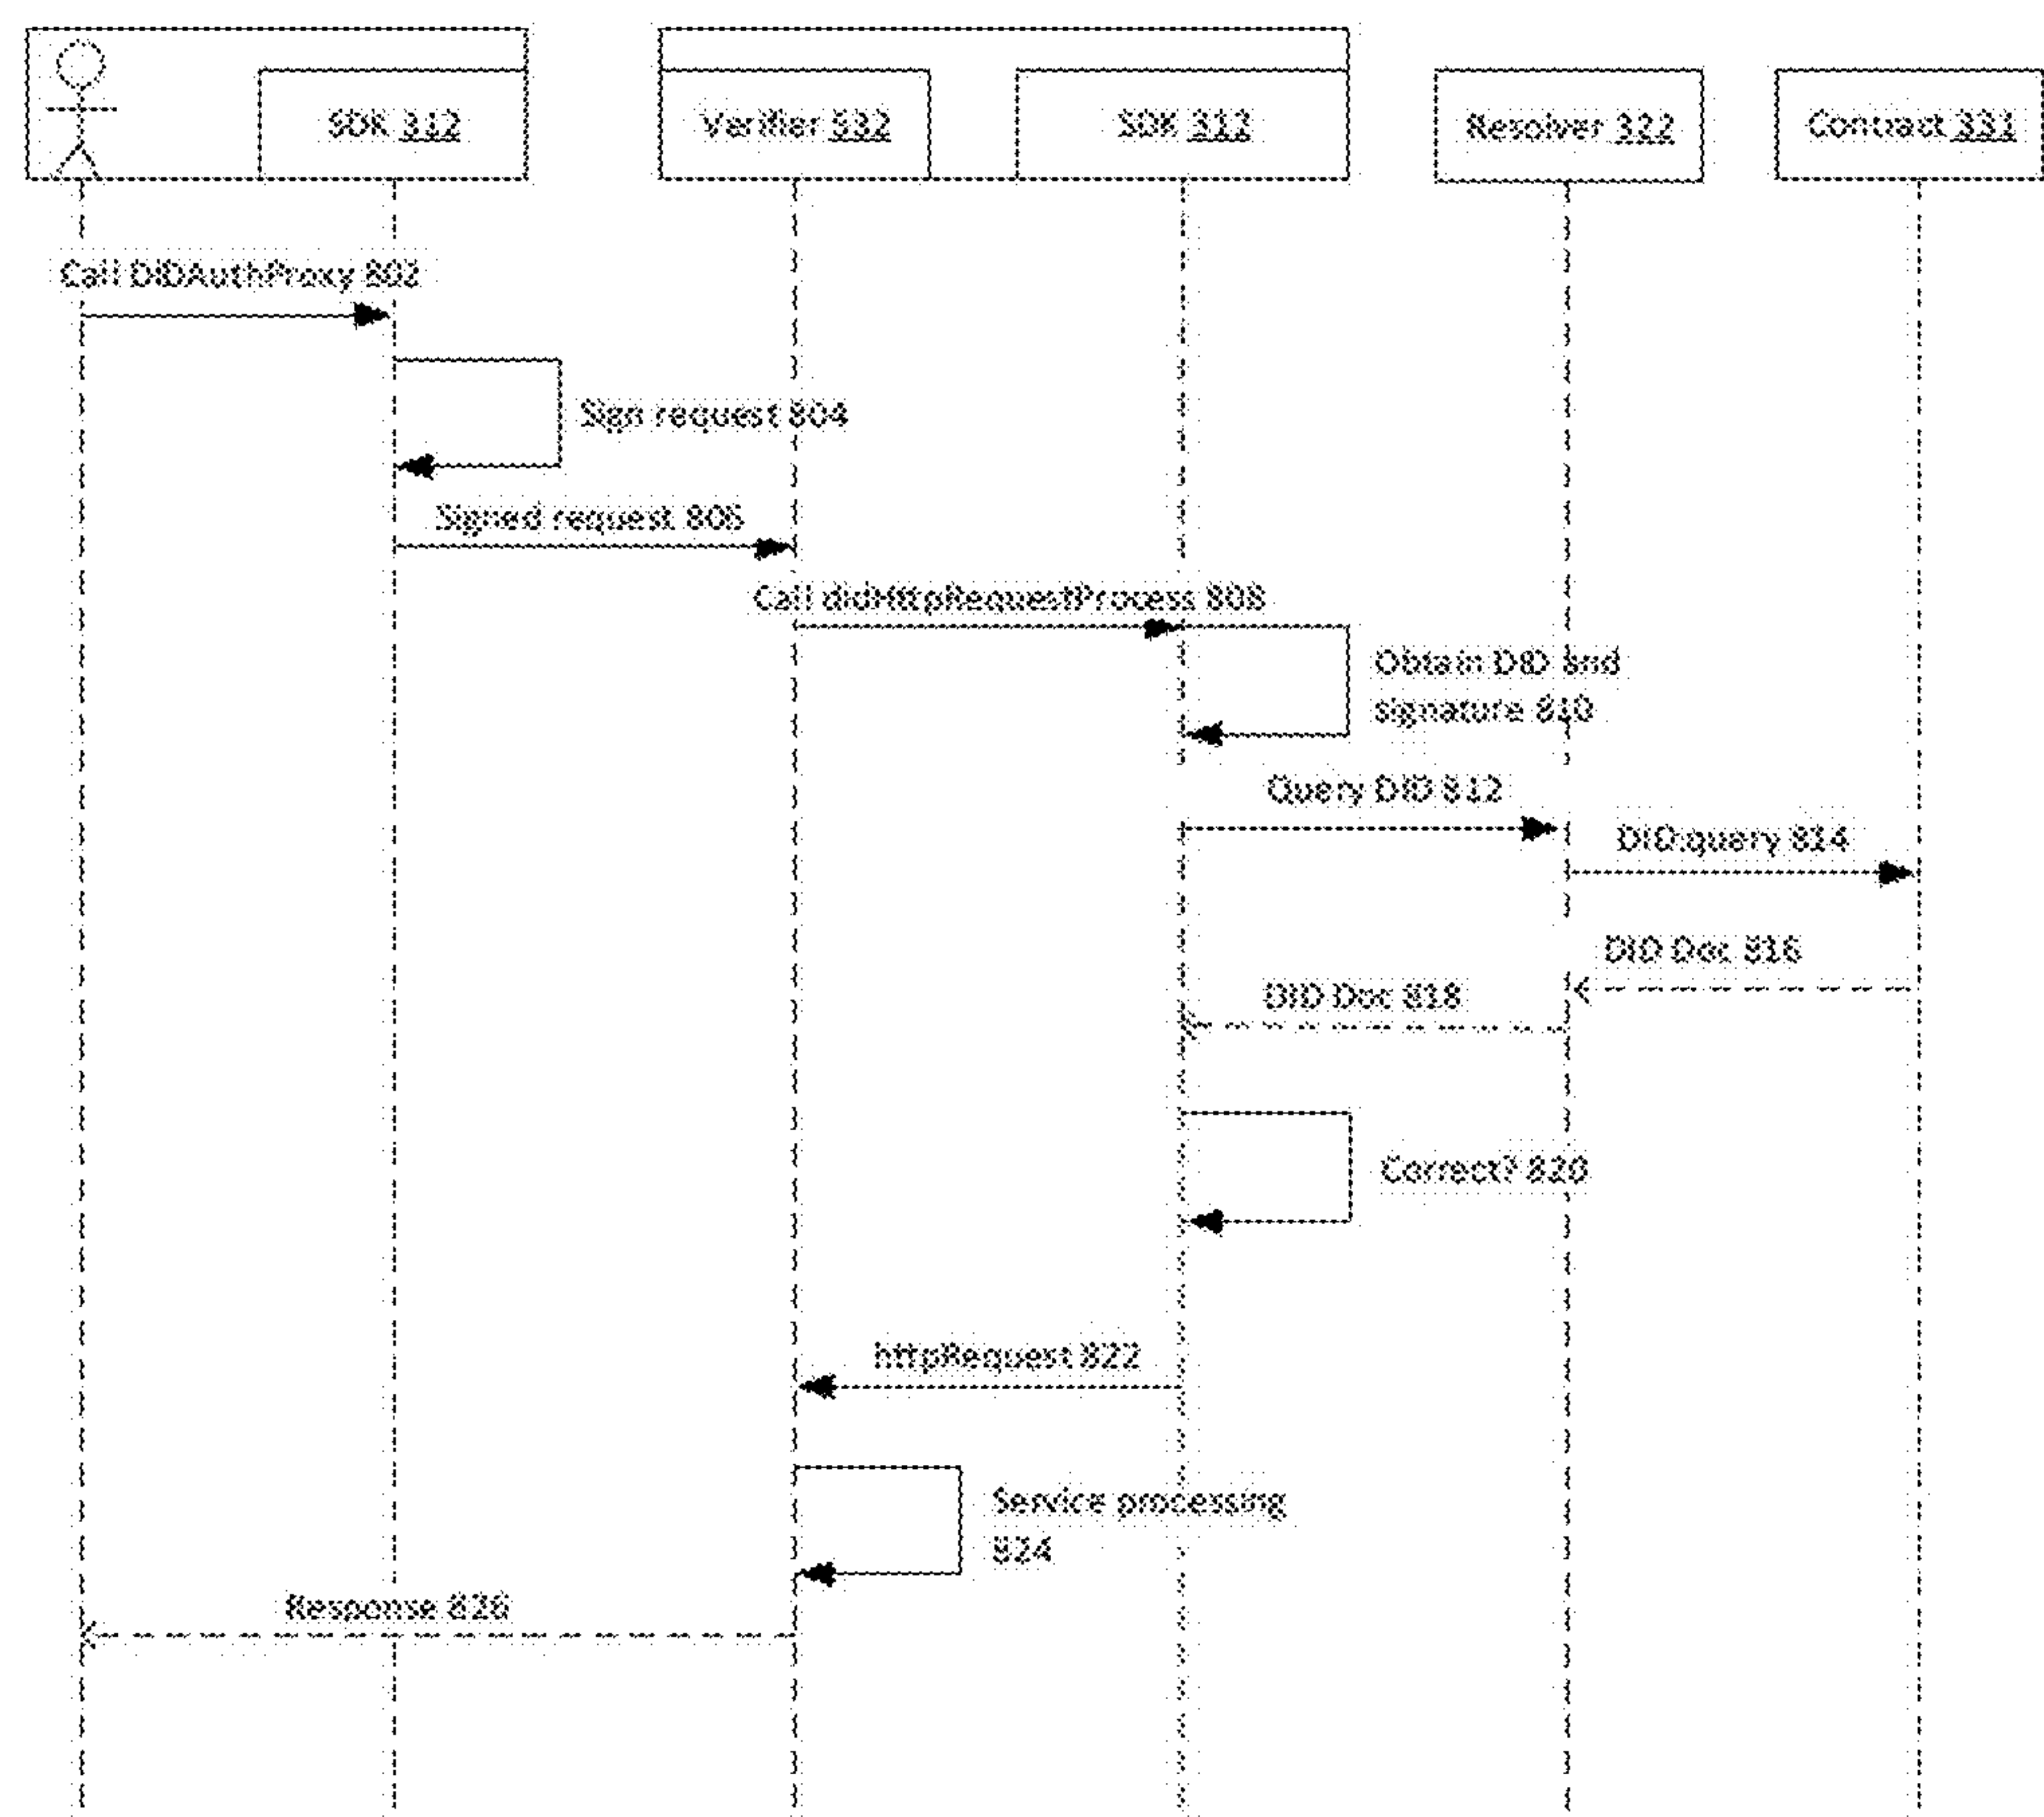 SDK 312
Verifier 532
SDK 312
Resolver 322
Contract 331
Call DIDAuthProxy 802
Sign request 804
Signed request 806
Call didHttpRequestProcess 808
Obtain DID and
signature 810
Query DID 812
DID:query 814
DID Doc 816
DID Doc 818
Correct? 820
httpRequest 822
Service processing
824
Response 826